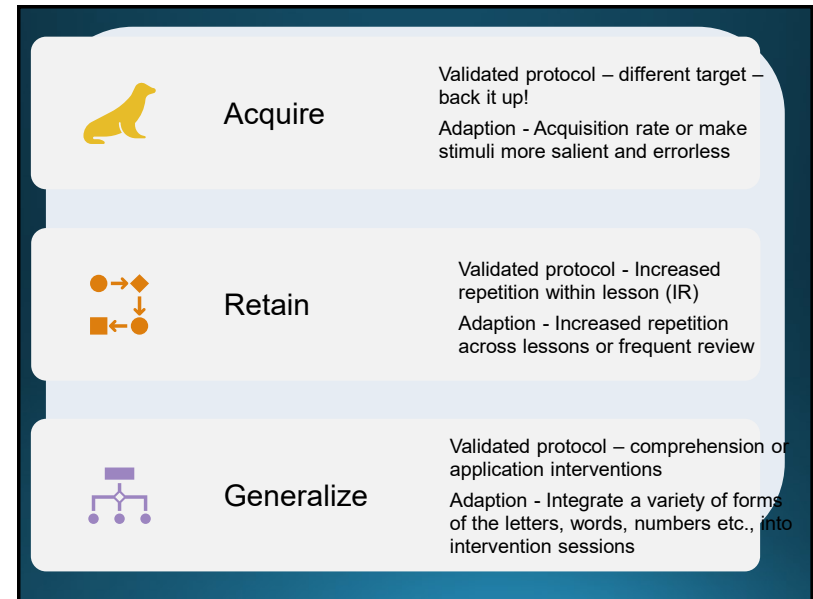 Acquire
Validated protocol – different target –
back it up!
Adaption - Acquisition rate or make
stimuli more salient and errorless
Retain
Validated protocol - Increased
repetition within lesson (IR)
Adaption - Increased repetition
across lessons or frequent review
Generalize
Validated protocol – comprehension or
application interventions
Adaption - Integrate a variety of forms
of the letters, words, numbers etc., into
intervention sessions